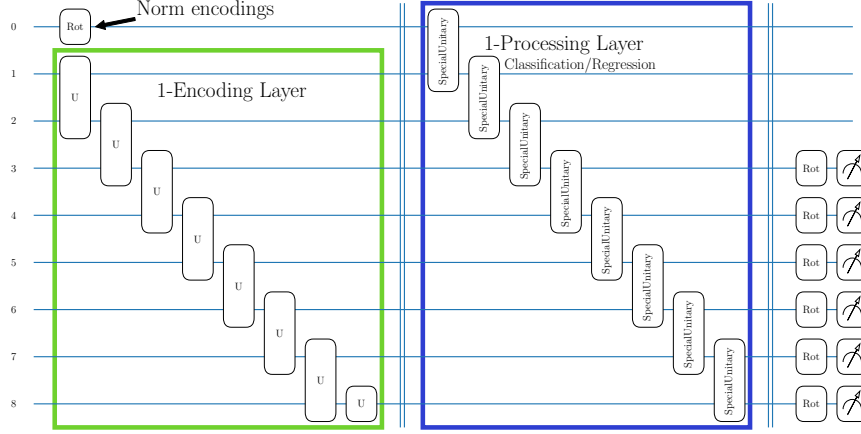 Norm encodings
0 Rot
1-Processing Layer
Classification/Regression
1-Encoding Layer
SpecialUnitary
1 U
SpecialUnitary
2 U
SpecialUnitary
3 U
SpecialUnitary
Rot
4 U
SpecialUnitary
Rot
5 U
SpecialUnitary
Rot
6 U
SpecialUnitary
Rot
7 U
SpecialUnitary
Rot
8 U
Rot